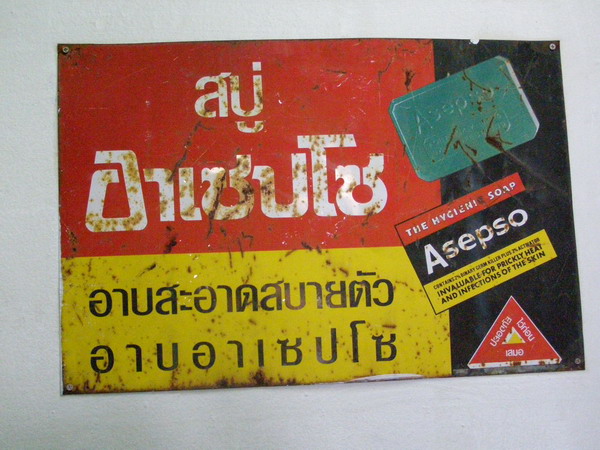 สบู่
อาเซปโซ
อาบสะอาดสบายตัว
อาบอาเซปโซ
Asepso
THE HYGIENIC SOAP
Asepso
INVALUABLE FOR PRICKLY HEAT
AND INFECTIONS OF THE SKIN